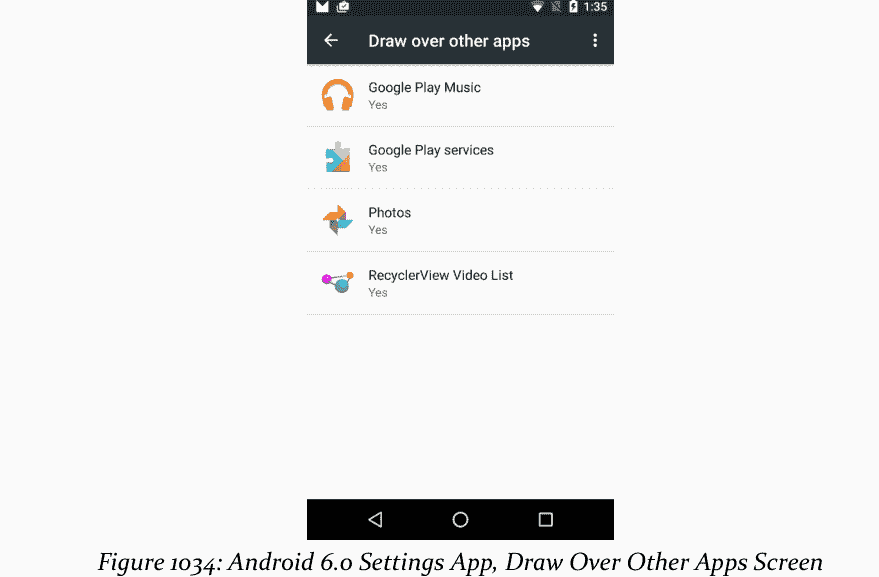 1:35
Draw over other apps
Google Play Music
Yes
Google Play services
Yes
Photos
Yes
RecyclerView Video List
Yes
Figure 1034: Android 6.0 Settings App, Draw Over Other Apps Screen